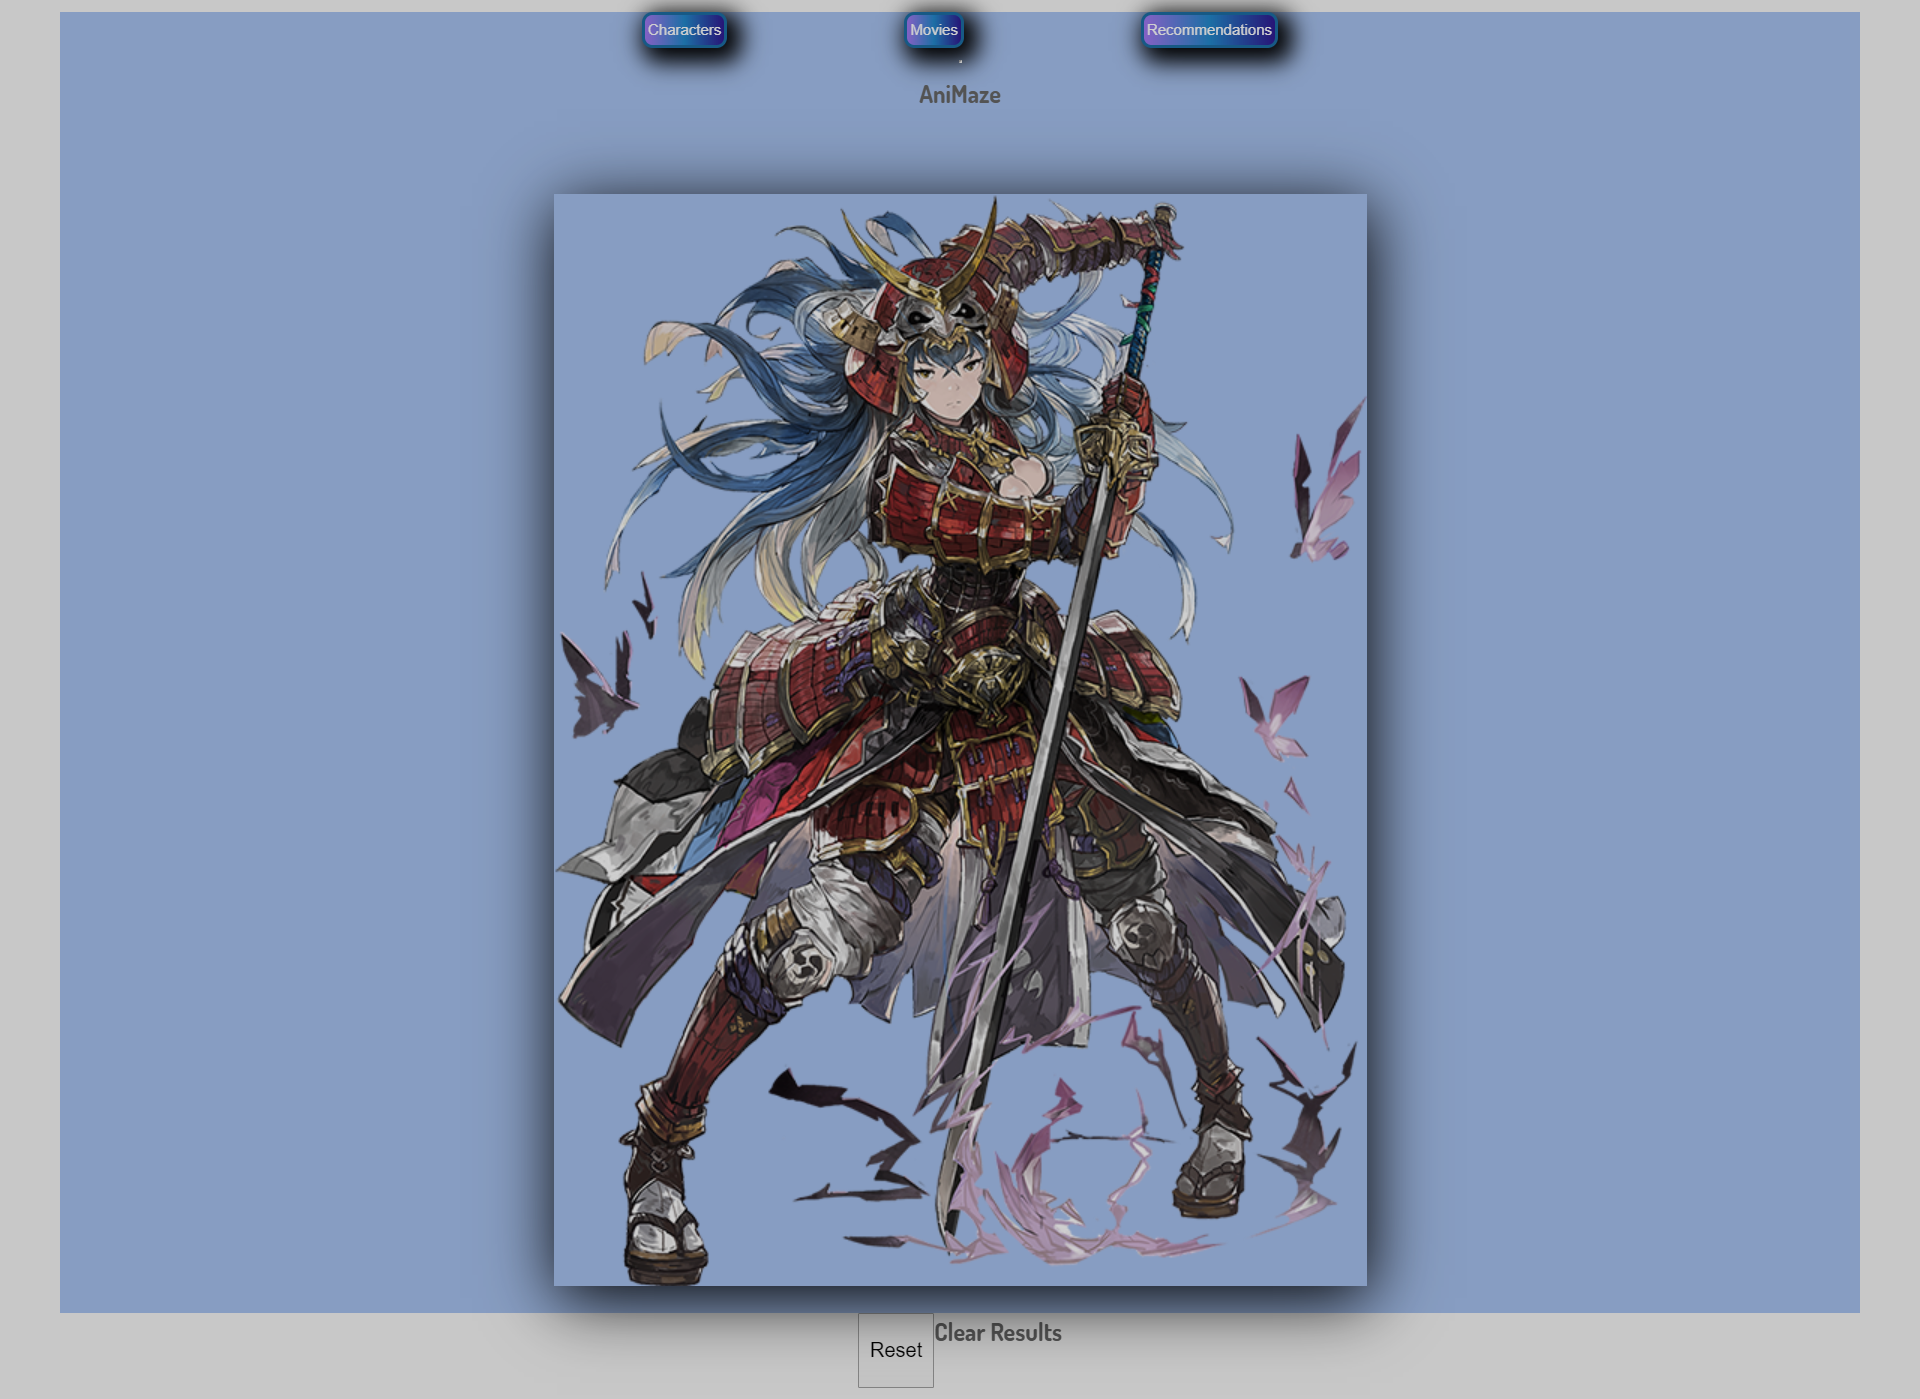 Characters
Movies
Recommendations
AniMaze
Reset
Clear Results